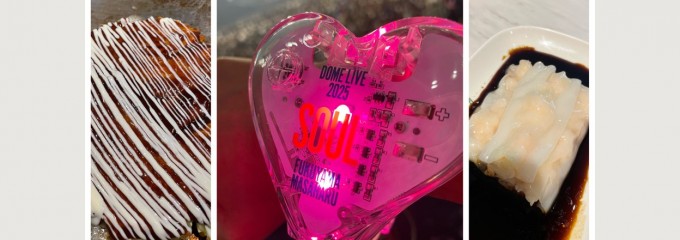 DOME LIVE
2025
SOUL
FUKUYAMA
MASAHARU
+
-